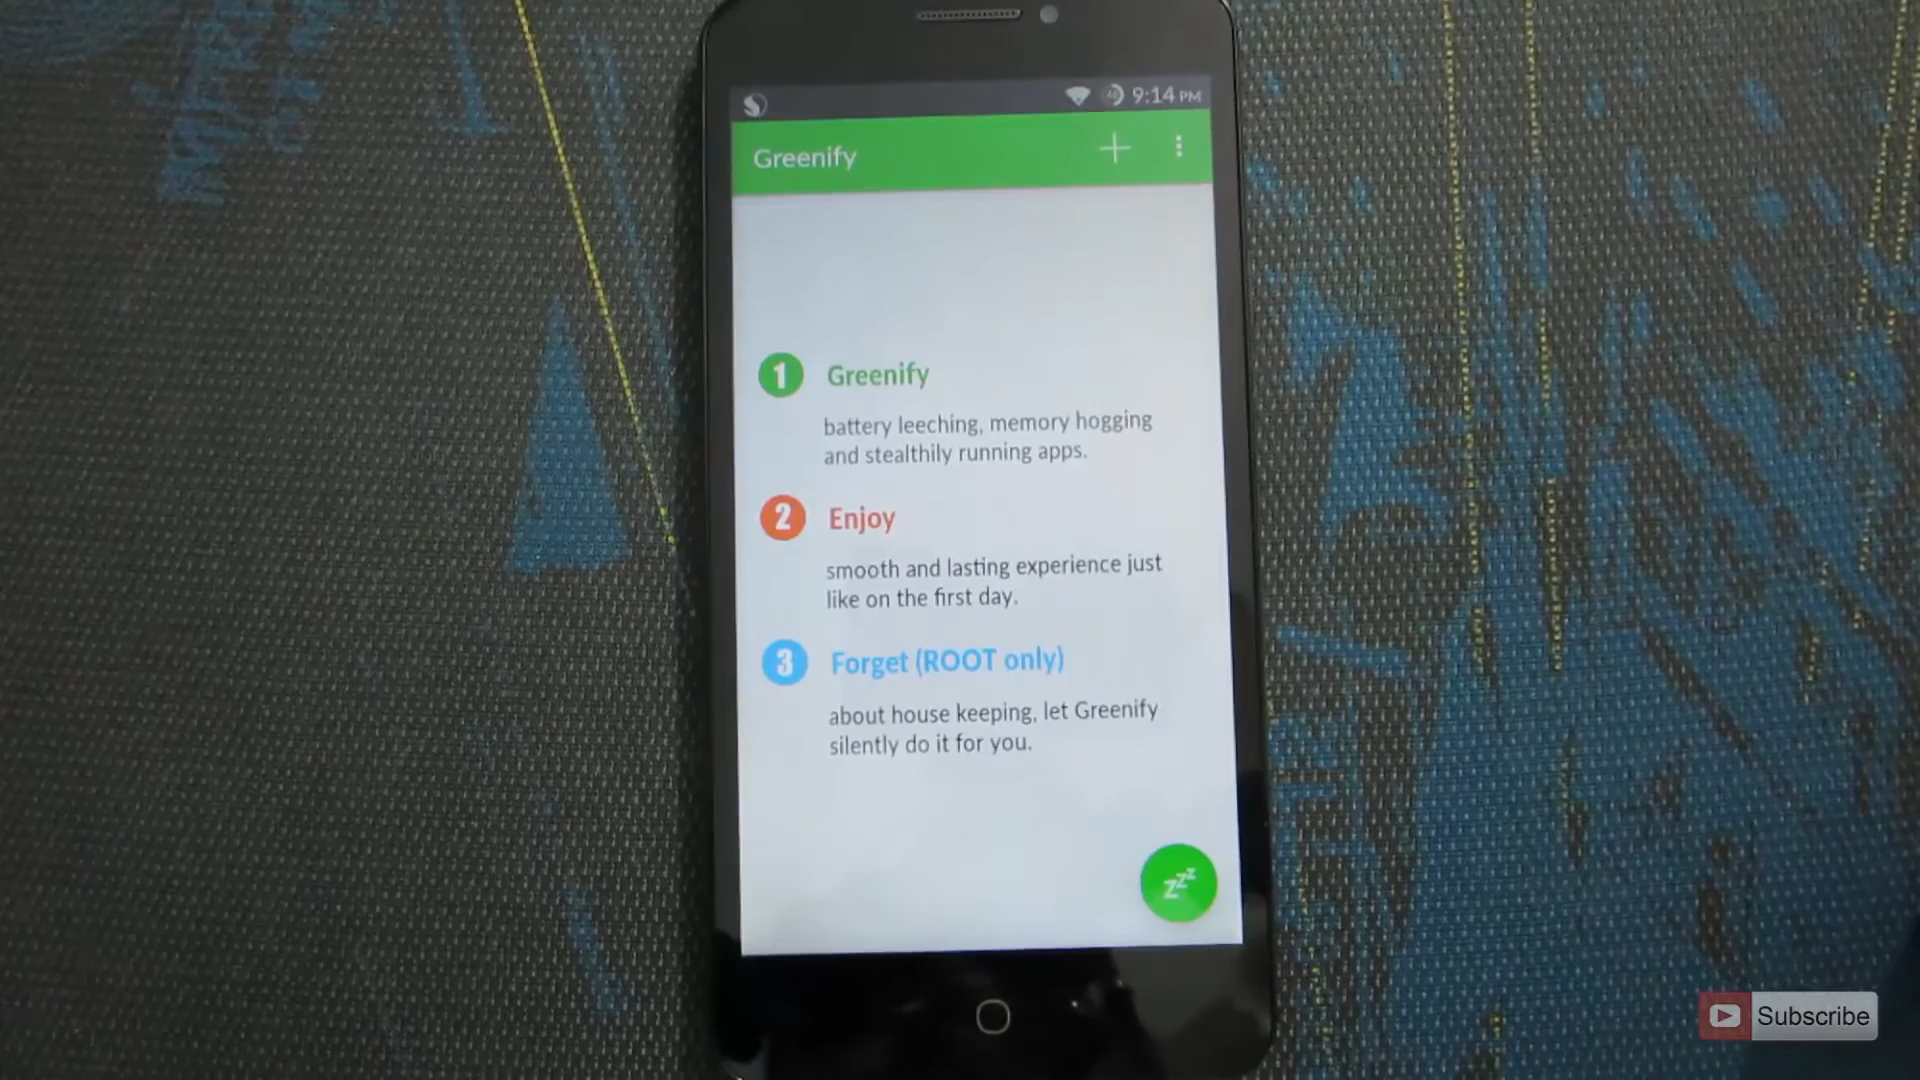 9:14 PM
Greenify
1 Greenify
battery leeching, memory hogging
and stealthily running apps.
2 Enjoy
smooth and lasting experience just
like on the first day.
3 Forget (ROOT only)
about house keeping, let Greenify
silently do it for you.
zzz
Subscribe